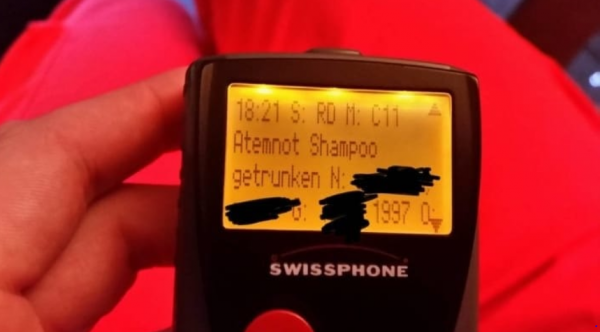 18:21 S: RD M: C11
Atemnot Shampoo
getrunken N:
G: 1997 O:
SWISSPHONE